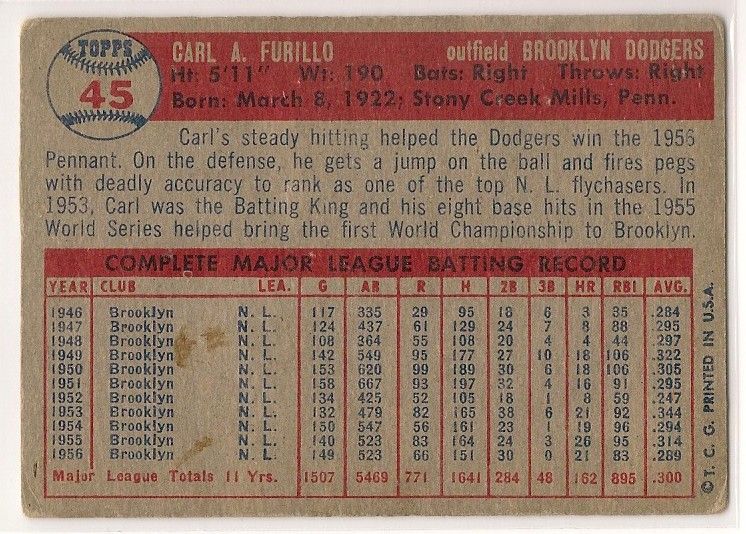 TOPPS
45
CARL A. FURILLO outfield BROOKLYN DODGERS
Ht: 5'11" Wt: 190 Bats: Right Throws: Right
Born: March 8, 1922; Stony Creek Mills, Penn.
Carl's steady hitting helped the Dodgers win the 1956
Pennant. On the defense, he gets a jump on the ball and fires pegs
with deadly accuracy to rank as one of the top N. L. flychasers. In
1953, Carl was the Batting King and his eight base hits in the 1955
World Series helped bring the first World Championship to Brooklyn.
COMPLETE MAJOR LEAGUE BATTING RECORD
YEAR CLUB LEA. G AB R H 2B 3B HR RBI AVG.
1946 Brooklyn N. L. 117 335 29 95 18 6 3 35 .284
1947 Brooklyn N. L. 124 437 61 129 24 7 8 88 .295
1948 Brooklyn N. L. 108 364 55 108 20 4 4 44 .297
1949 Brooklyn N. L. 142 549 95 177 27 10 18 106 .322
1950 Brooklyn N. L. 153 620 99 189 30 6 18 106 .305
1951 Brooklyn N. L. 158 667 93 197 32 4 16 91 .295
1952 Brooklyn N. L. 134 425 52 105 18 1 8 59 .247
1953 Brooklyn N. L. 132 479 82 165 38 6 21 92 .344
1954 Brooklyn N. L. 150 547 56 161 23 1 19 96 .294
1955 Brooklyn N. L. 140 523 83 164 24 3 26 95 .314
1956 Brooklyn N. L. 149 523 66 151 30 0 21 83 .289
Major League Totals 11 Yrs. 1507 5469 771 1641 284 48 162 895 .300
© T. C. G. PRINTED IN U.S.A.